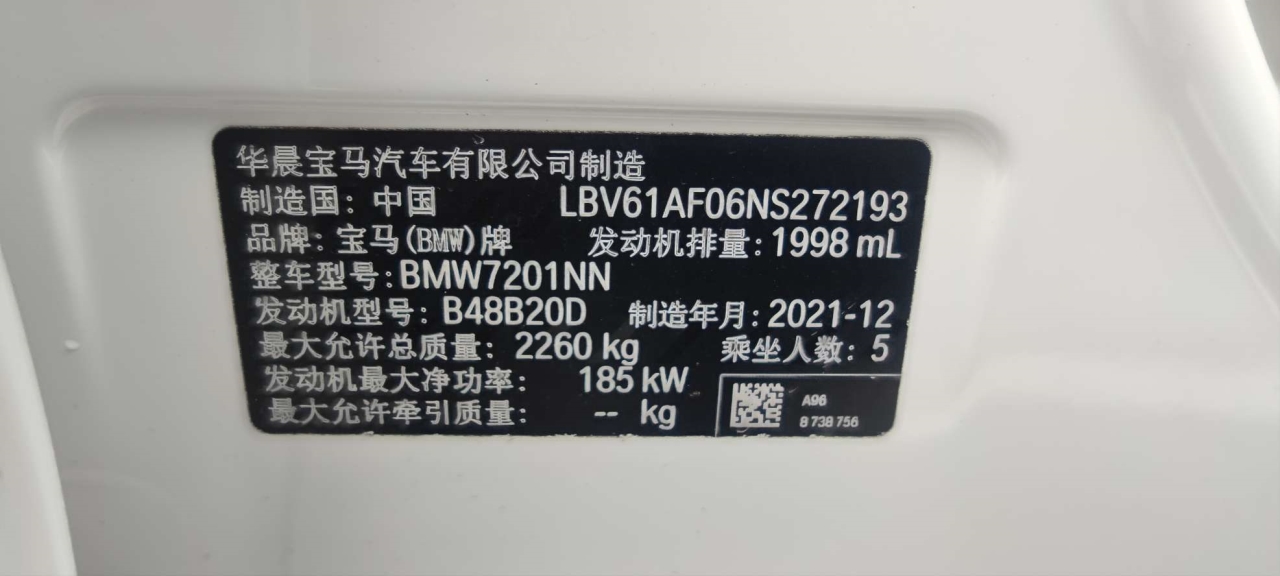 华晨宝马汽车有限公司制造
制造国：中国 LBV61AF06NS272193
品牌：宝马(BMW)牌 发动机排量：1998 mL
整车型号：BMW7201NN
发动机型号：B48B20D 制造年月：2021-12
最大允许总质量：2260 kg 乘坐人数：5
发动机最大净功率：185 kW
最大允许牵引质量：-- kg
A96
8 738 756